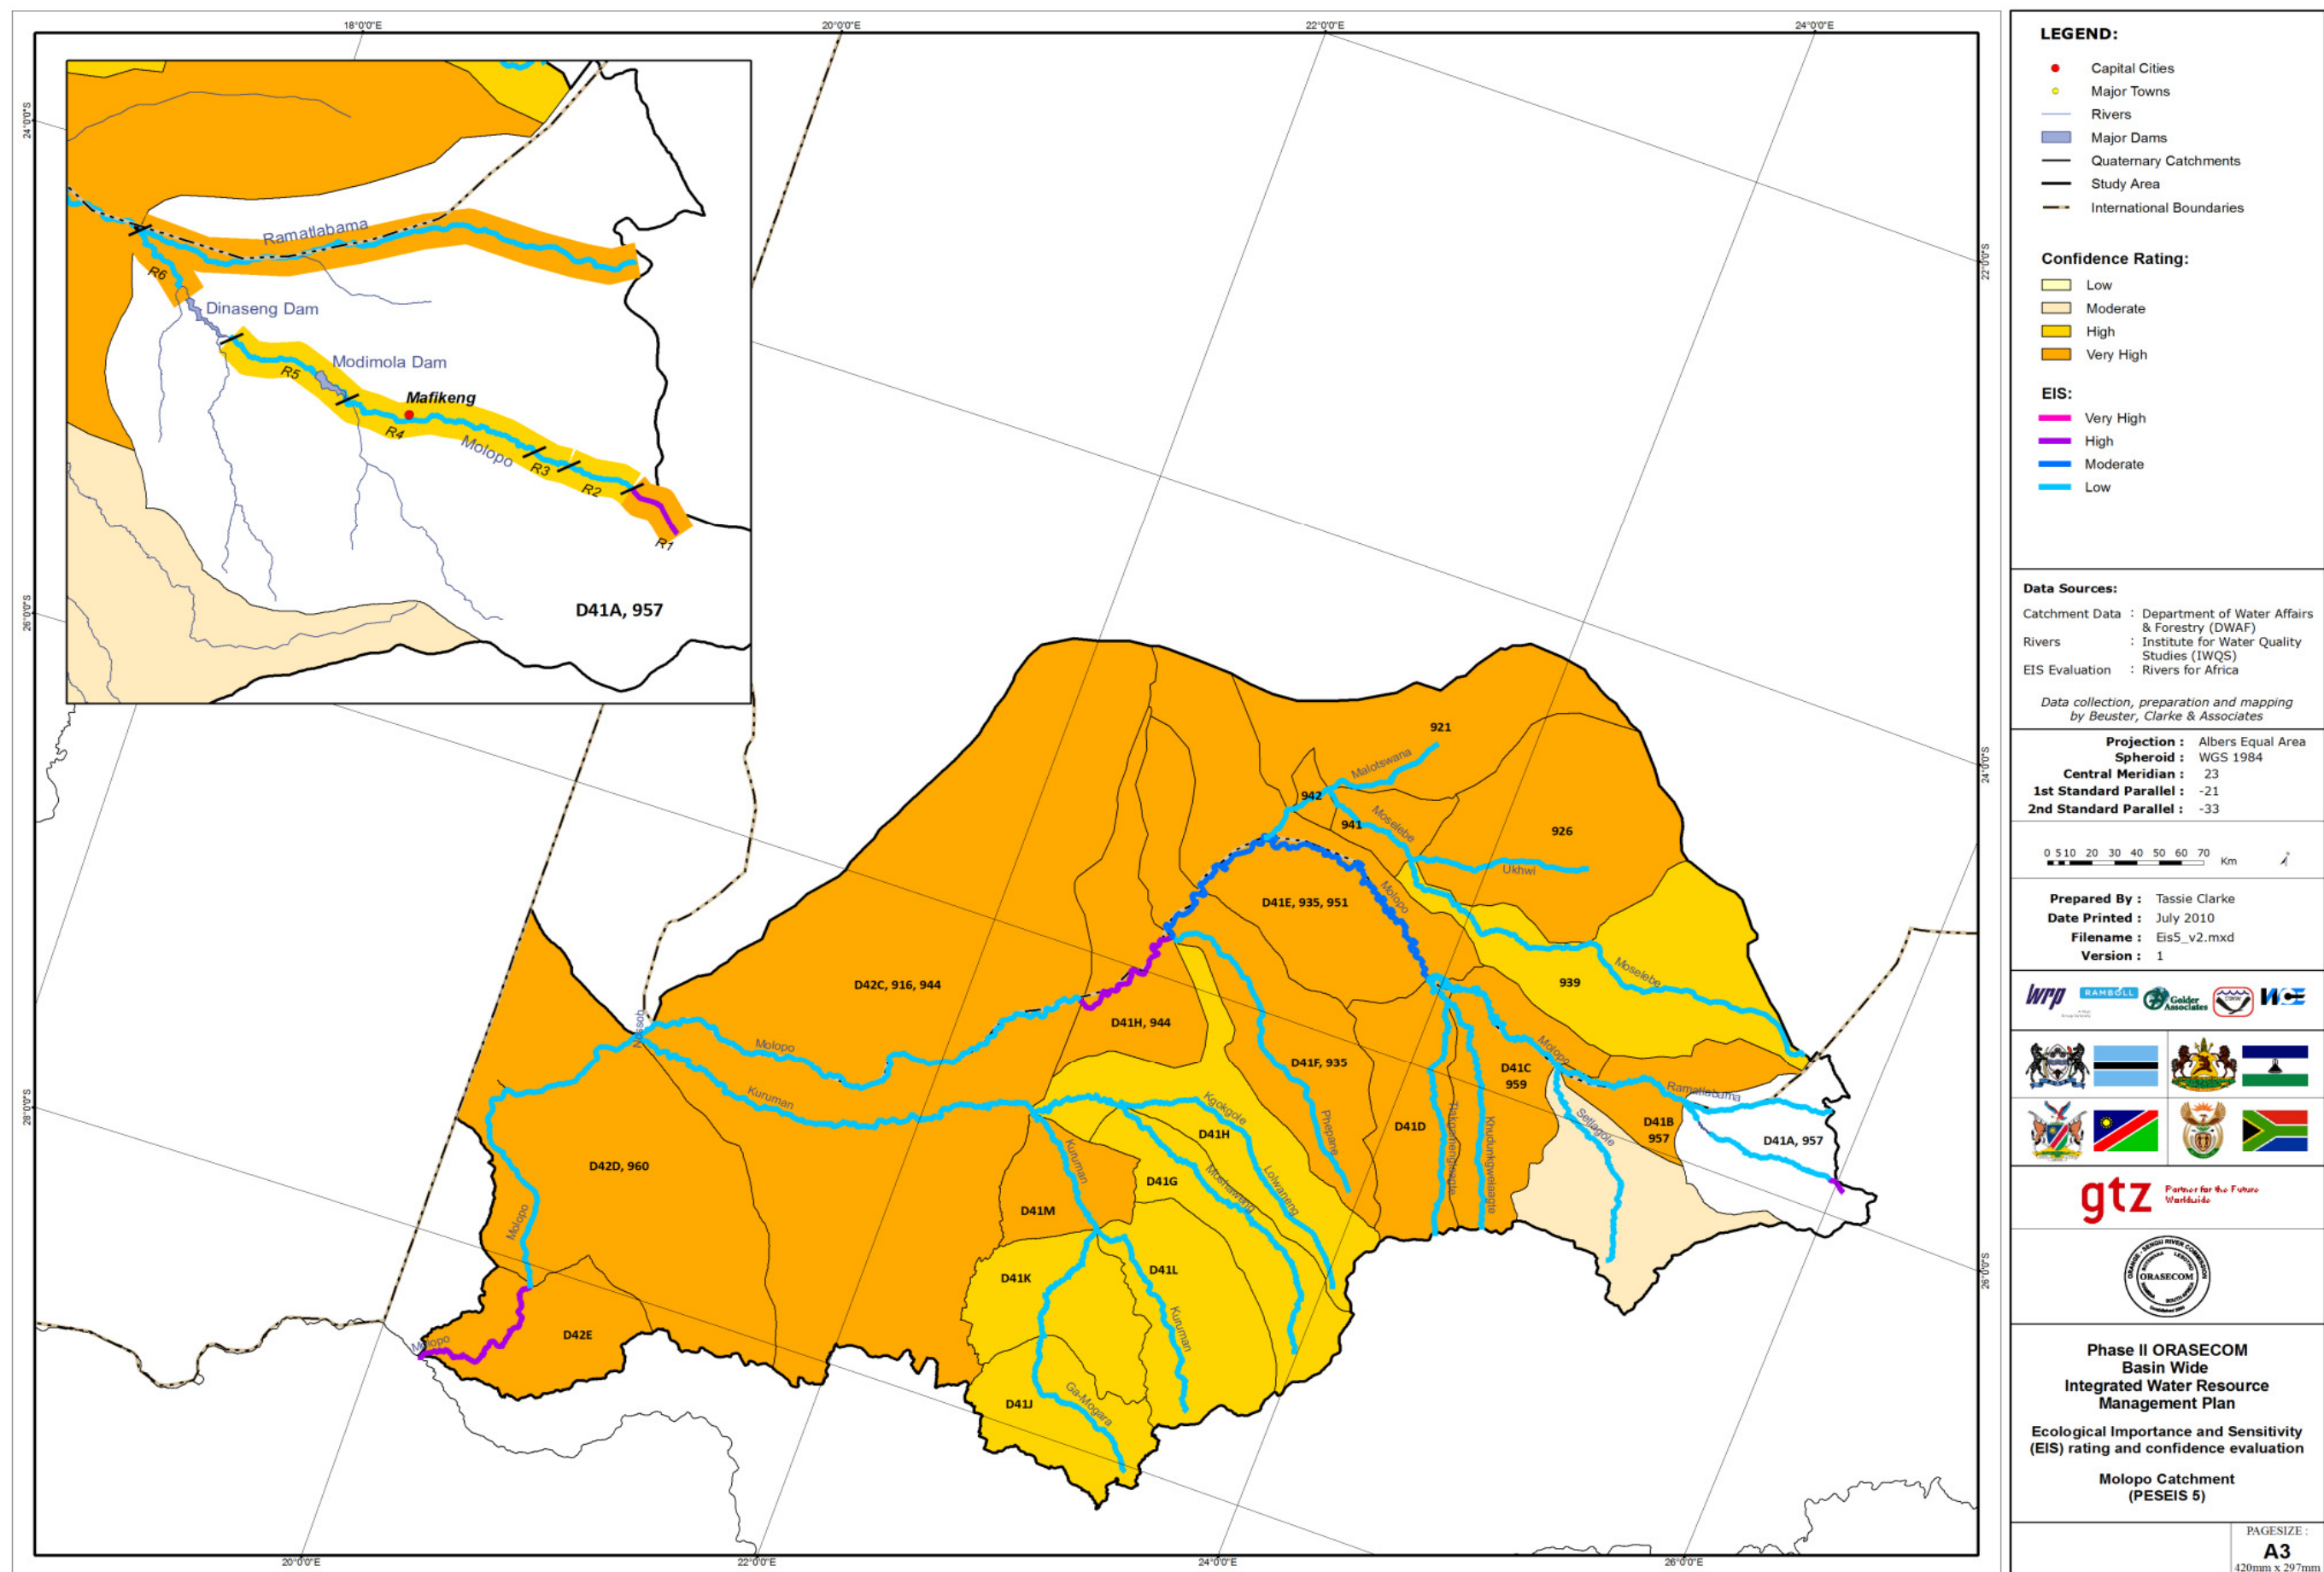 18°0'0"E
20°0'0"E
22°0'0"E
24°0'0"E
24°0'0"S
26°0'0"S
28°0'0"S
22°0'0"S
24°0'0"S
26°0'0"S
20°0'0"E
22°0'0"E
24°0'0"E
26°0'0"E
Ramatlabama
R6
Dinaseng Dam
Modimola Dam
R5
Mafikeng
R4
Molopo
R3
R2
R1
D41A, 957
921
Malotswana
942
941
Moselebe
926
Ukhwi
D41E, 935, 951
Molopo
939
Moselebe
D42C, 916, 944
D41H, 944
Molopo
Kuruman
D41F, 935
Phepane
D41D
Khudunkgwelaagte
D41C
959
Molopo
Setlagole
Ramatlabama
D41B
957
D41A, 957
Kgokgole
D41H
Lolwaneng
Moshaweng
D41G
Kuruman
D41M
D42D, 960
Molopo
D41K
D41L
Kuruman
D42E
Molopo
D41J
Ga-Mogara
LEGEND:
Capital Cities
Major Towns
Rivers
Major Dams
Quaternary Catchments
Study Area
International Boundaries
Confidence Rating:
Low
Moderate
High
Very High
EIS:
Very High
High
Moderate
Low
Data Sources:
Catchment Data : Department of Water Affairs
& Forestry (DWAF)
Rivers : Institute for Water Quality
Studies (IWQS)
EIS Evaluation : Rivers for Africa
Data collection, preparation and mapping
by Beuster, Clarke & Associates
Projection : Albers Equal Area
Spheroid : WGS 1984
Central Meridian : 23
1st Standard Parallel : -21
2nd Standard Parallel : -33
0 5 10 20 30 40 50 60 70 Km
Prepared By : Tassie Clarke
Date Printed : July 2010
Filename : Eis5_v2.mxd
Version : 1
wrp
RAMBOLL
Golder
Associates
WCE
gtz Partner for the Future
Worldwide
ORANGE - SENQU RIVER COMMISSION
ORASECOM
Phase II ORASECOM
Basin Wide
Integrated Water Resource
Management Plan
Ecological Importance and Sensitivity
(EIS) rating and confidence evaluation
Molopo Catchment
(PESEIS 5)
PAGESIZE :
A3
420mm x 297mm